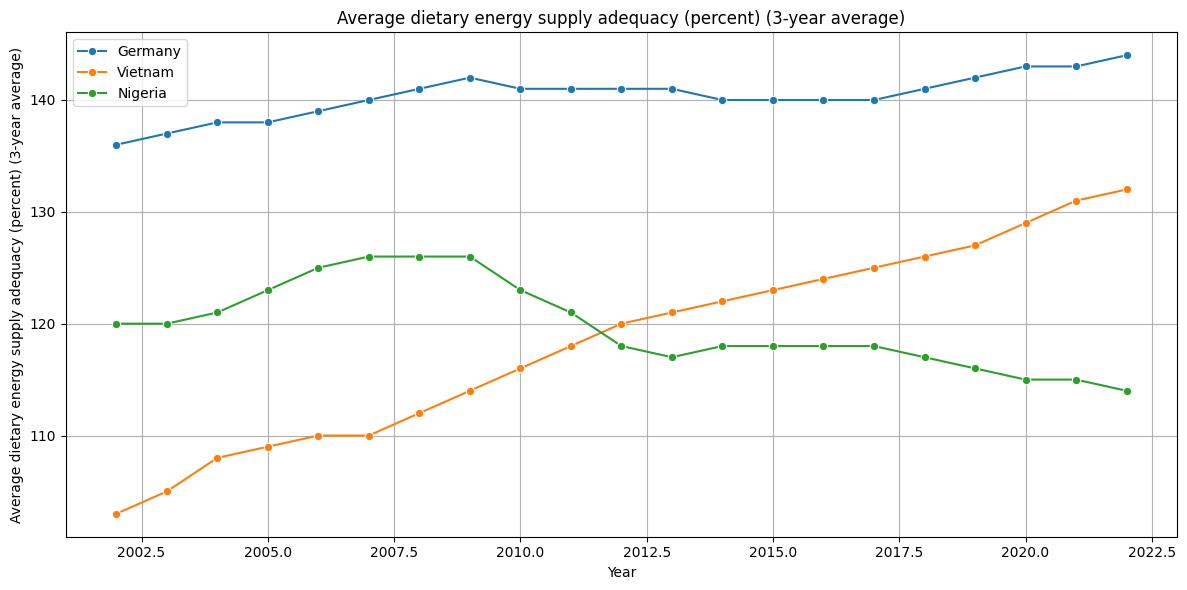 Average dietary energy supply adequacy (percent) (3-year average)
Germany
Vietnam
Nigeria
Average dietary energy supply adequacy (percent) (3-year average)
140
130
120
110
2002.5 2005.0 2007.5 2010.0 2012.5 2015.0 2017.5 2020.0 2022.5
Year